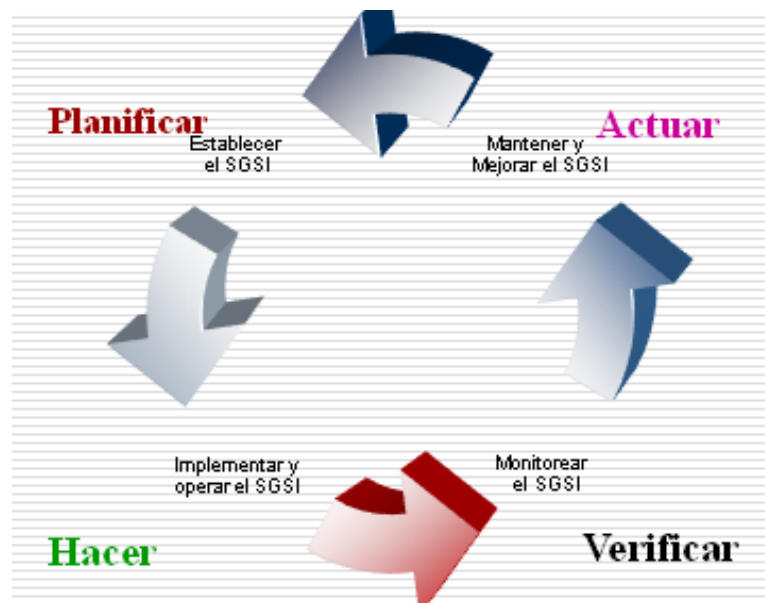 Planificar
Establecer
el SGSI
Actuar
Mantener y
Mejorar el SGSI
Implementar y
operar el SGSI
Hacer
Monitorear
el SGSI
Verificar